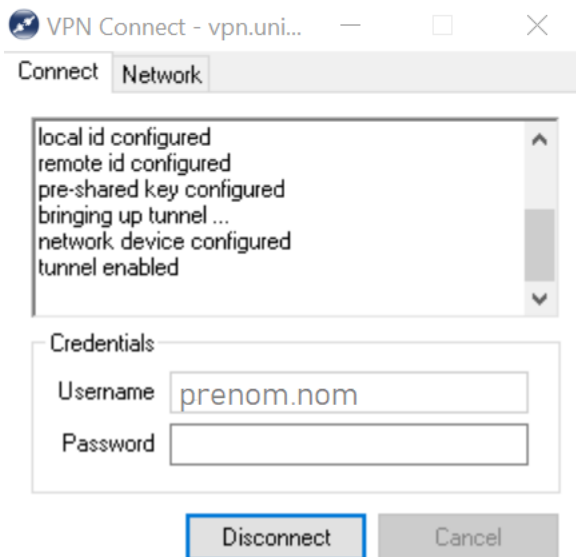 VPN Connect - vpn.uni...
Connect Network
local id configured
remote id configured
pre-shared key configured
bringing up tunnel ...
network device configured
tunnel enabled
Credentials
Username prenom.nom
Password
Disconnect Cancel